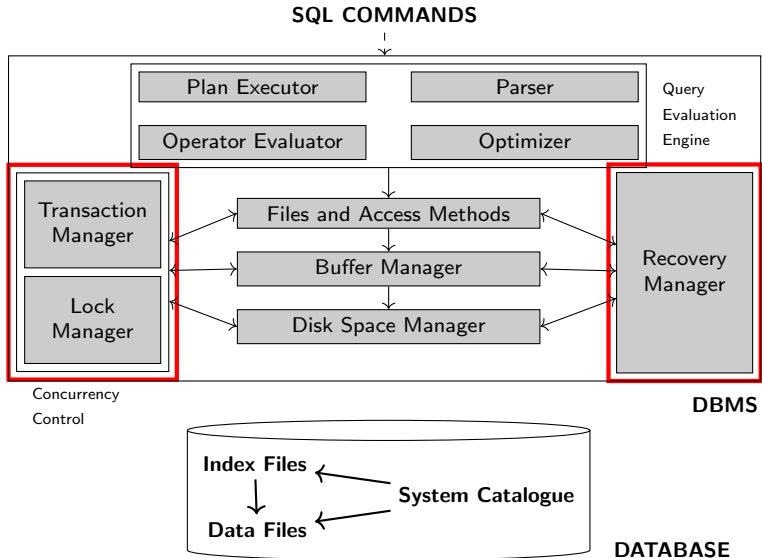 SQL COMMANDS
Plan Executor
Parser
Operator Evaluator
Optimizer
Query
Evaluation
Engine
Transaction
Manager
Lock
Manager
Files and Access Methods
Buffer Manager
Disk Space Manager
Recovery
Manager
Concurrency
Control
DBMS
Index Files
System Catalogue
Data Files
DATABASE